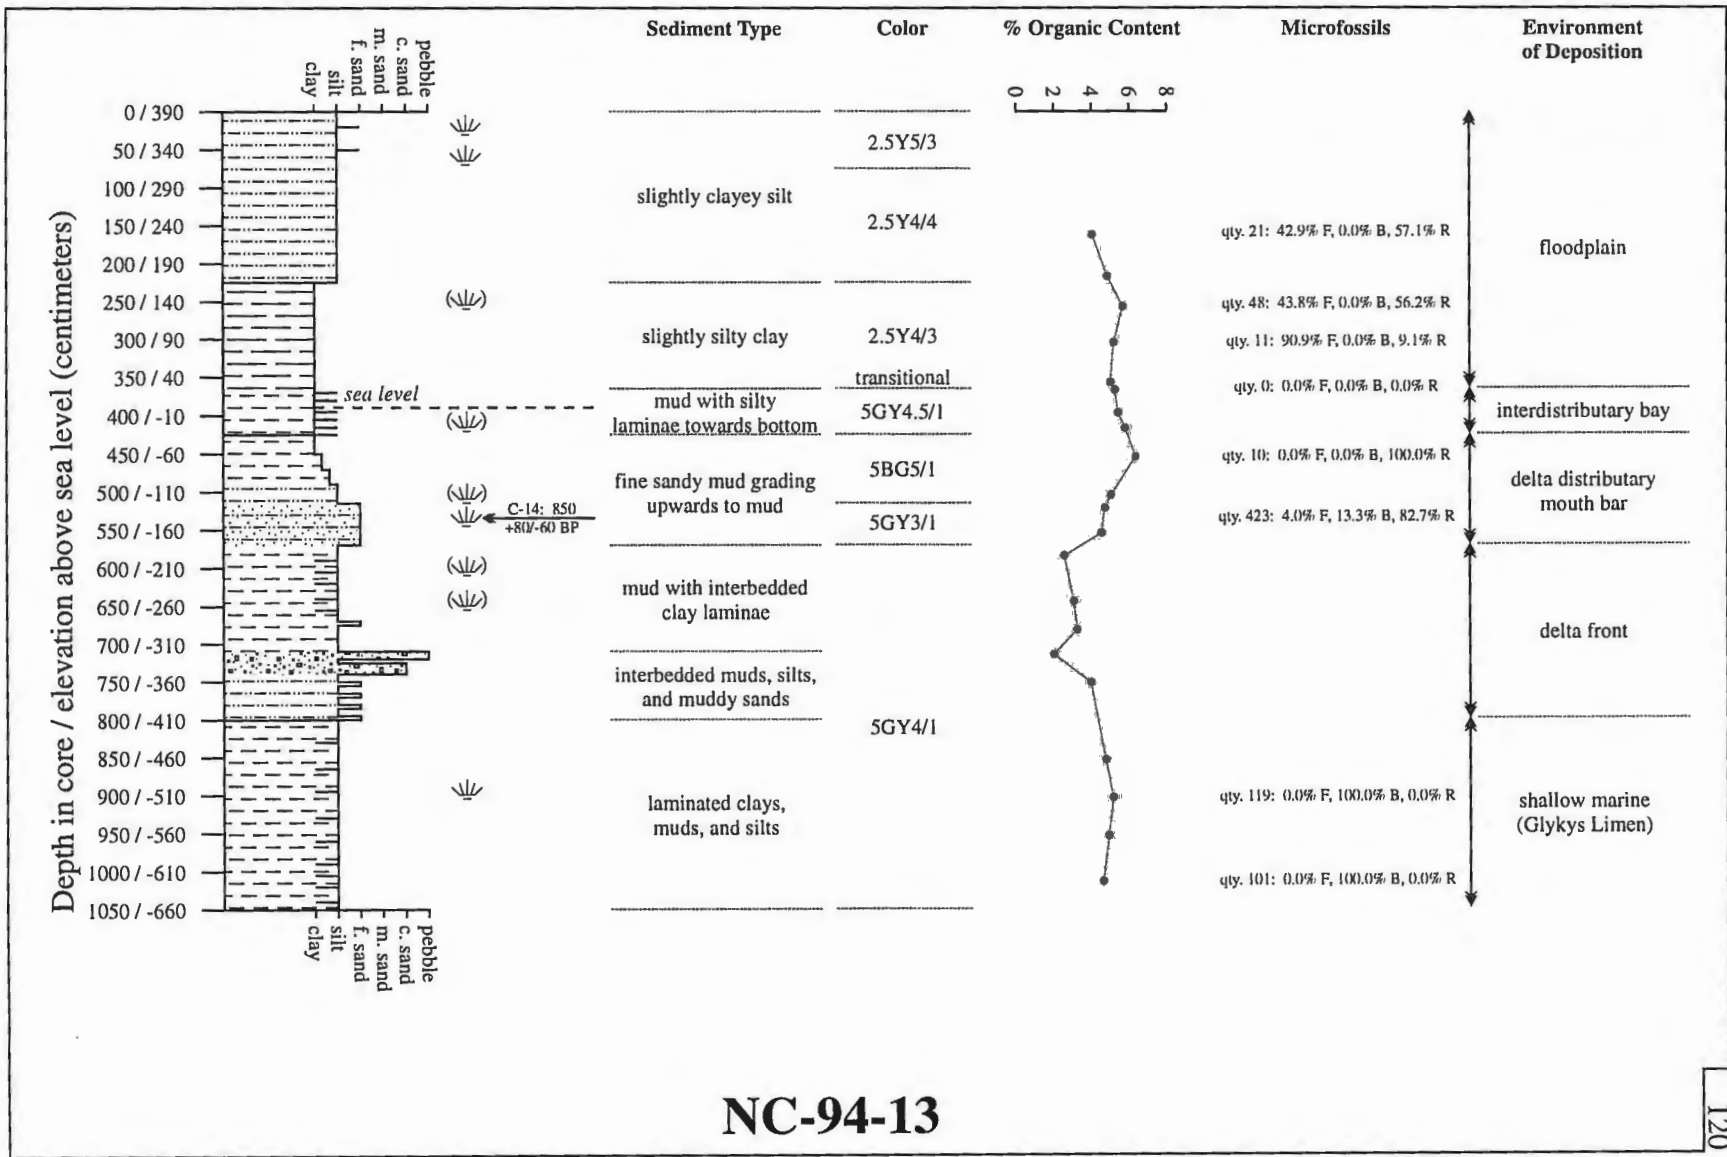 Sediment Type
Color
% Organic Content
Microfossils
Environment
of Deposition
clay
silt
f. sand
m. sand
c. sand
pebble
0 2 4 6 8
Depth in core / elevation above sea level (centimeters)
0 / 390
50 / 340
100 / 290
150 / 240
200 / 190
250 / 140
300 / 90
350 / 40
400 / -10
450 / -60
500 / -110
550 / -160
600 / -210
650 / -260
700 / -310
750 / -360
800 / -410
850 / -460
900 / -510
950 / -560
1000 / -610
1050 / -660
clay
silt
f. sand
m. sand
c. sand
pebble
sea level
C-14: 850
+80/-60 BP
slightly clayey silt
slightly silty clay
mud with silty
laminae towards bottom
fine sandy mud grading
upwards to mud
mud with interbedded
clay laminae
interbedded muds, silts,
and muddy sands
laminated clays,
muds, and silts
2.5Y5/3
2.5Y4/4
2.5Y4/3
transitional
5GY4.5/1
5BG5/1
5GY3/1
5GY4/1
qty. 21: 42.9% F, 0.0% B, 57.1% R
qty. 48: 43.8% F, 0.0% B, 56.2% R
qty. 11: 90.9% F, 0.0% B, 9.1% R
qty. 0: 0.0% F, 0.0% B, 0.0% R
qty. 10: 0.0% F, 0.0% B, 100.0% R
qty. 423: 4.0% F, 13.3% B, 82.7% R
qty. 119: 0.0% F, 100.0% B, 0.0% R
qty. 101: 0.0% F, 100.0% B, 0.0% R
floodplain
interdistributary bay
delta distributary
mouth bar
delta front
shallow marine
(Glykys Limen)
NC-94-13
120